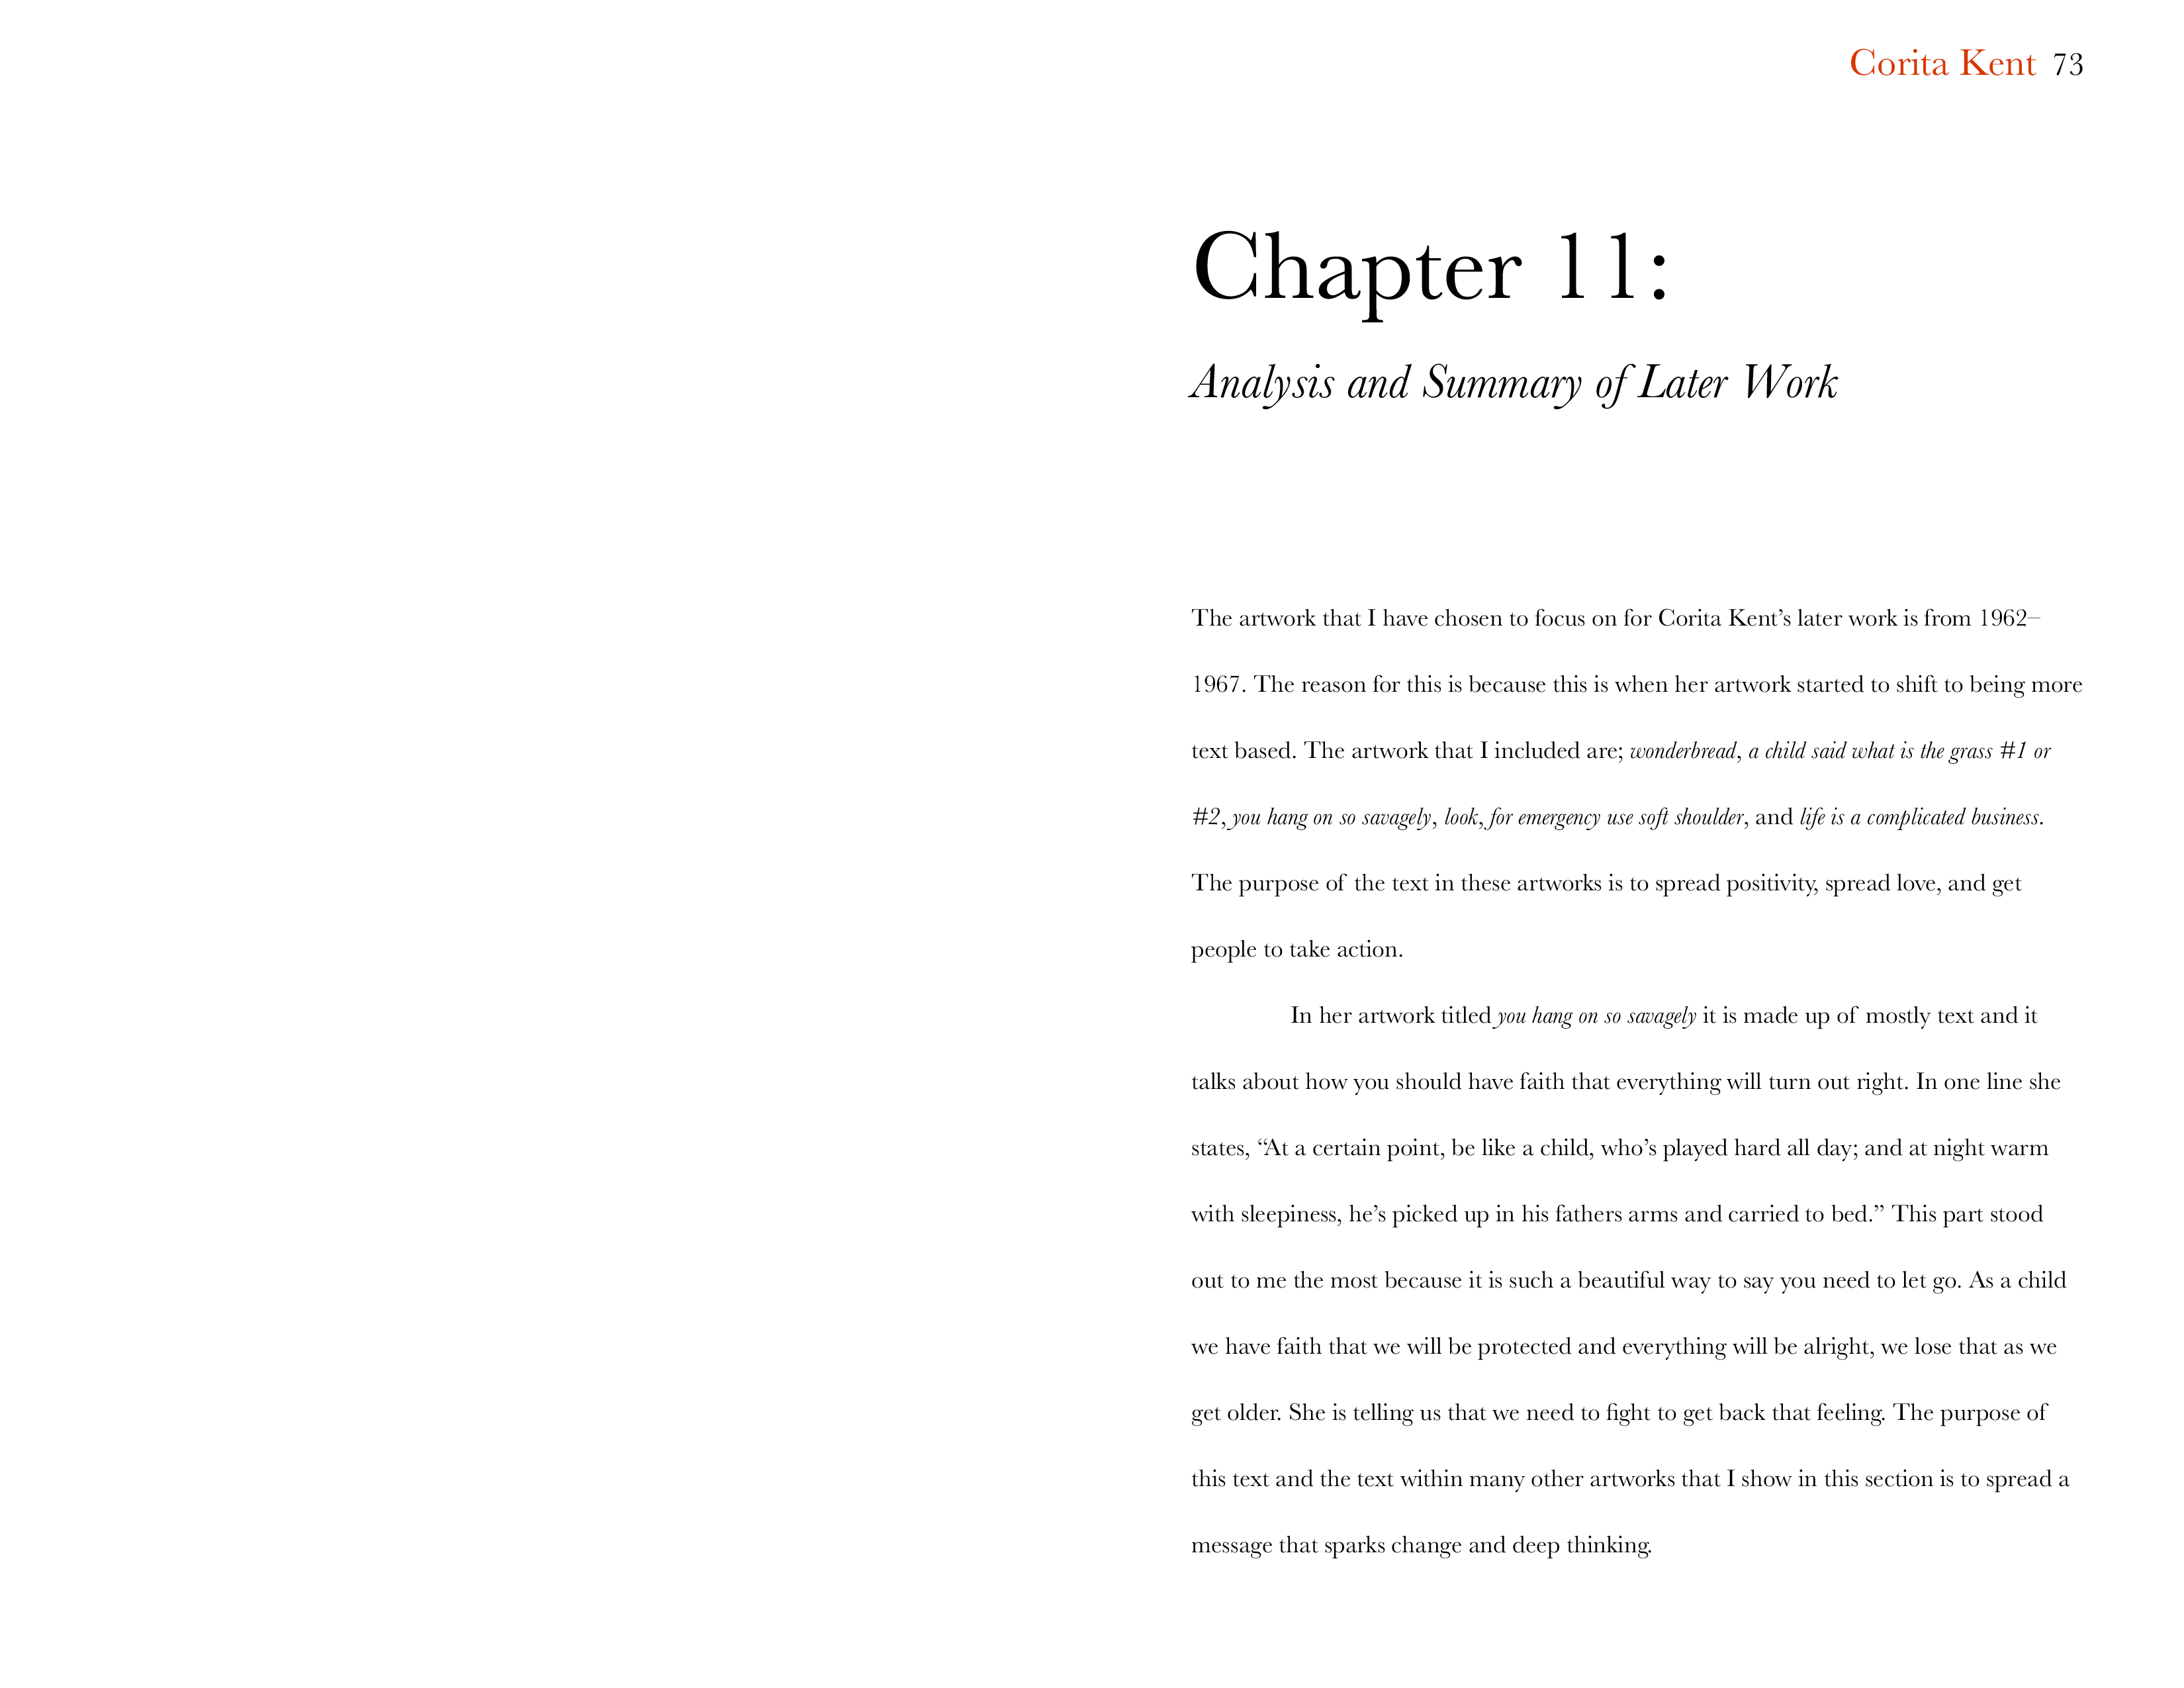 Corita Kent 73
Chapter 11:
Analysis and Summary of Later Work
The artwork that I have chosen to focus on for Corita Kent’s later work is from 1962–
1967. The reason for this is because this is when her artwork started to shift to being more
text based. The artwork that I included are; wonderbread, a child said what is the grass #1 or
#2, you hang on so savagely, look, for emergency use soft shoulder, and life is a complicated business.
The purpose of the text in these artworks is to spread positivity, spread love, and get
people to take action.
In her artwork titled you hang on so savagely it is made up of mostly text and it
talks about how you should have faith that everything will turn out right. In one line she
states, “At a certain point, be like a child, who’s played hard all day; and at night warm
with sleepiness, he’s picked up in his fathers arms and carried to bed.” This part stood
out to me the most because it is such a beautiful way to say you need to let go. As a child
we have faith that we will be protected and everything will be alright, we lose that as we
get older. She is telling us that we need to fight to get back that feeling. The purpose of
this text and the text within many other artworks that I show in this section is to spread a
message that sparks change and deep thinking.